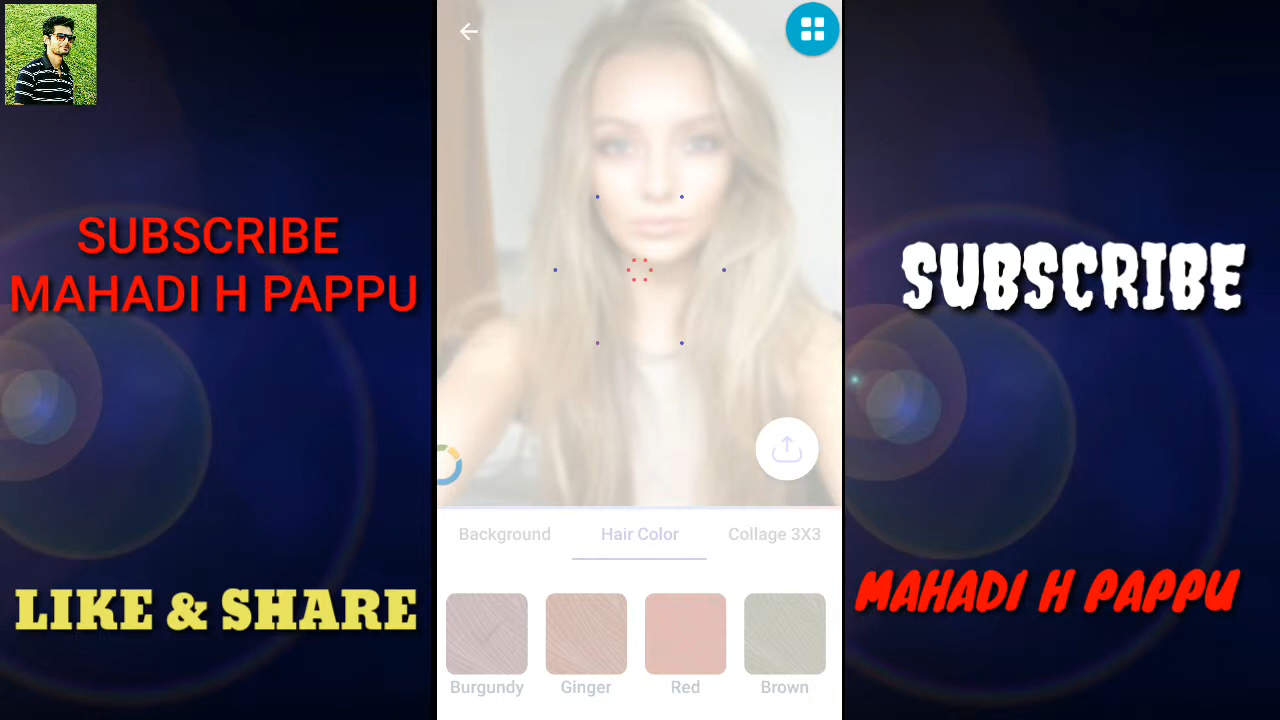 SUBSCRIBE
MAHADI H PAPPU
LIKE & SHARE
Background
Hair Color
Collage 3X3
Burgundy
Ginger
Red
Brown
SUBSCRIBE
MAHADI H PAPPU